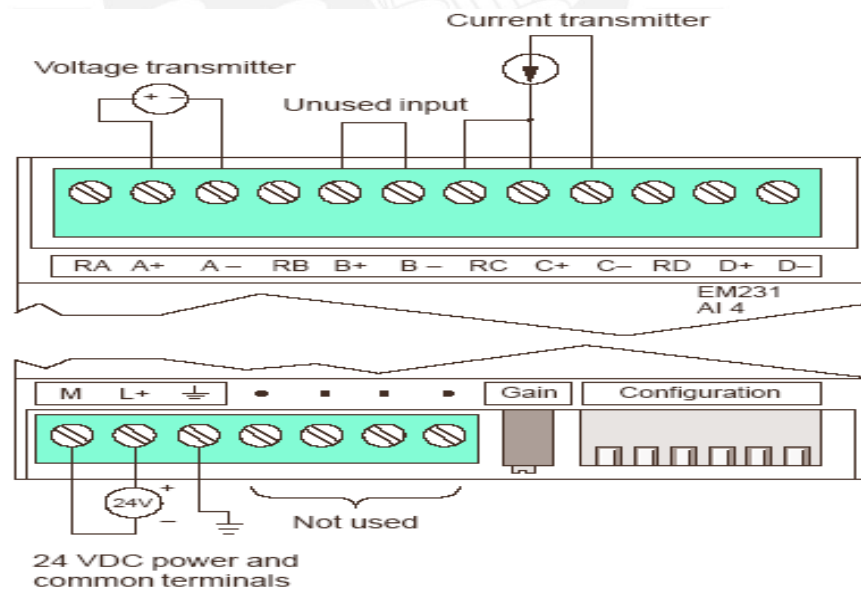 Current transmitter
Voltage transmitter
Unused input
RA A+ A – RB B+ B – RC C+ C– RD D+ D–
EM231
AI 4
M L+ Gain Configuration
24V + –
Not used
24 VDC power and
common terminals